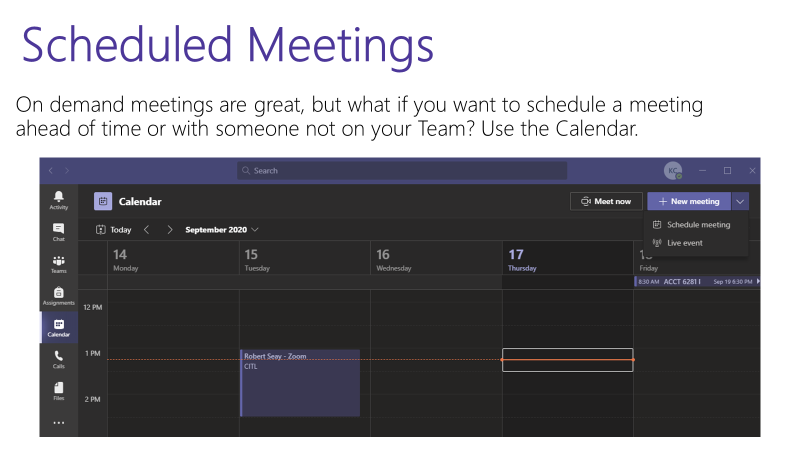 Scheduled Meetings
On demand meetings are great, but what if you want to schedule a meeting
ahead of time or with someone not on your Team? Use the Calendar.
Search
KC
Activity
Calendar
Meet now
+ New meeting
Schedule meeting
Live event
Today
September 2020
Chat
Teams
Assignments
Calendar
Calls
Files
14
Monday
15
Tuesday
16
Wednesday
17
Thursday
Friday
8:30 AM ACCT 6281 I Sep 19 6:30 PM
12 PM
1 PM
2 PM
Robert Seay - Zoom
CITL